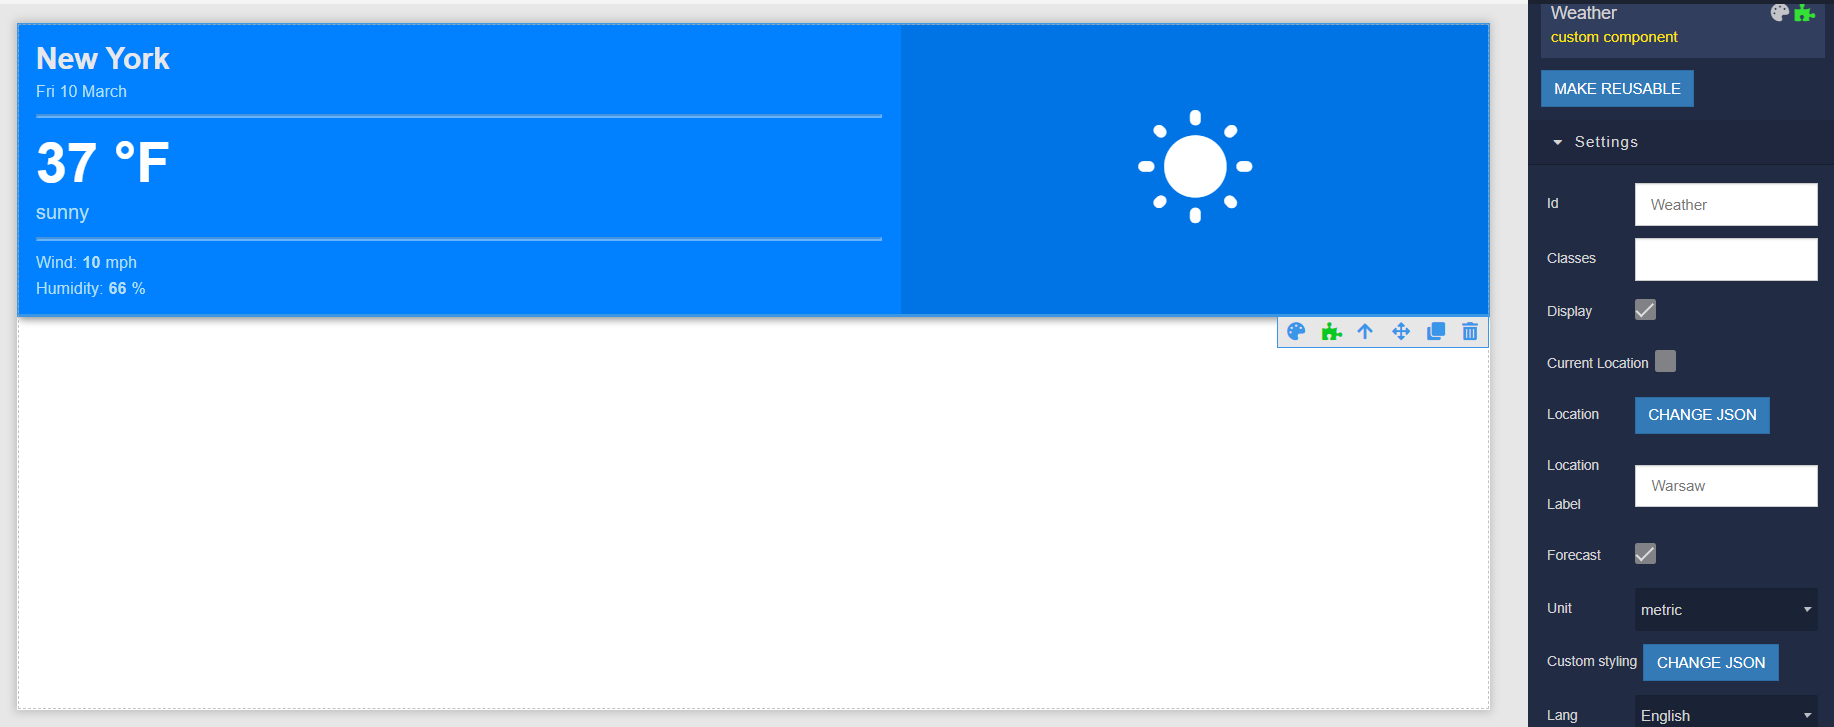 New York
Fri 10 March
37 °F
sunny
Wind: 10 mph
Humidity: 66 %
Weather
custom component
MAKE REUSABLE
Settings
Id
Weather
Classes
Display
Current Location
Location
CHANGE JSON
Location
Label
Warsaw
Forecast
Unit
metric
Custom styling
CHANGE JSON
Lang
English